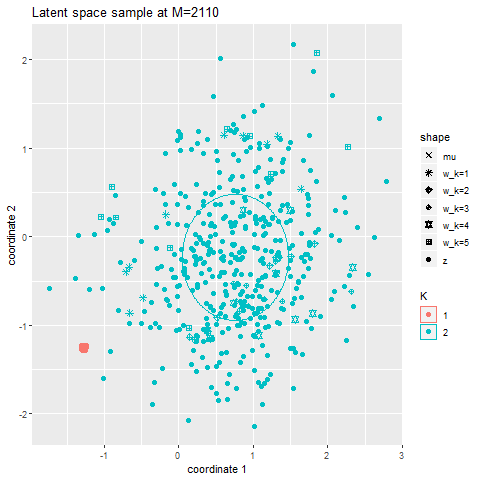 Latent space sample at M=2110
2
1
0
-1
-2
coordinate 2
-1
0
1
2
3
coordinate 1
shape
mu
w_k=1
w_k=2
w_k=3
w_k=4
w_k=5
z
K
1
2